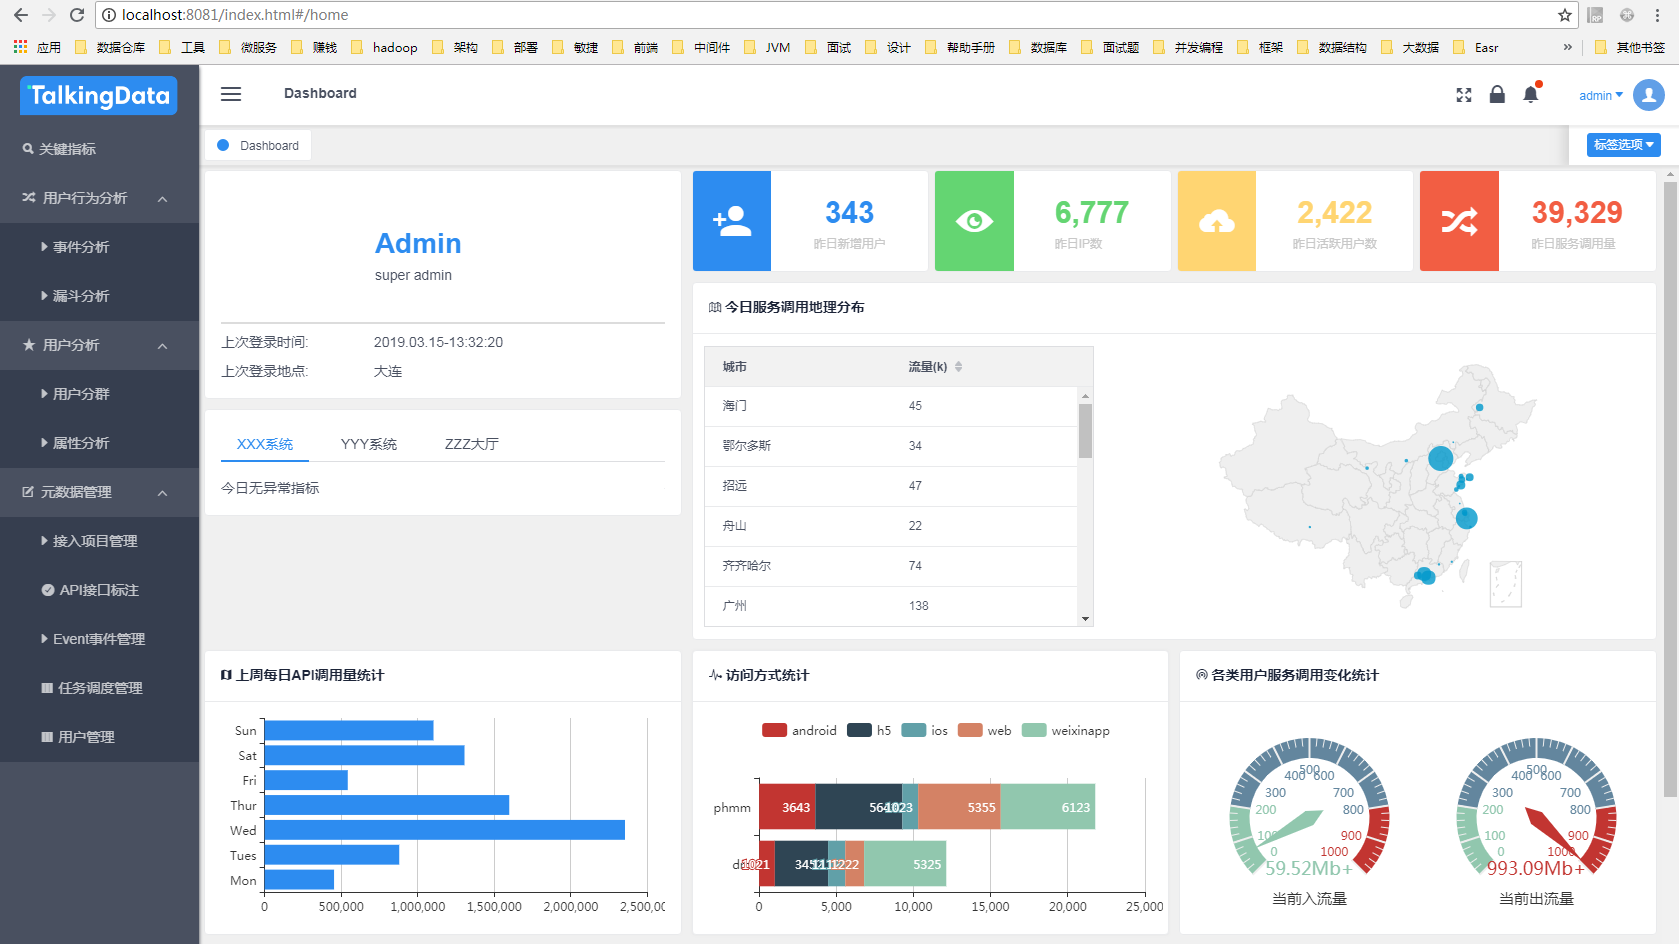 localhost:8081/index.html#/home
应用 数据仓库 工具 微服务 赚钱 hadoop 架构 部署 敏捷 前端 中间件 JVM 面试 设计 帮助手册 数据库 面试题 并发编程 框架 数据结构 大数据 Easr » 其他书签
TalkingData
关键指标
用户行为分析
事件分析
漏斗分析
用户分析
用户分群
属性分析
元数据管理
接入项目管理
API接口标注
Event事件管理
任务调度管理
用户管理
Dashboard
admin
Dashboard
标签选项
Admin
super admin
上次登录时间: 2019.03.15-13:32:20
上次登录地点: 大连
XXX系统 YYY系统 ZZZ大厅
今日无异常指标
343
昨日新增用户
6,777
昨日IP数
2,422
昨日活跃用户数
39,329
昨日服务调用量
今日服务调用地理分布
城市 流量(k)
海门 45
鄂尔多斯 34
招远 47
舟山 22
齐齐哈尔 74
广州 138
上周每日API调用量统计
Sun
Sat
Fri
Thur
Wed
Tues
Mon
0 500,000 1,000,000 1,500,000 2,000,000 2,500,0
访问方式统计
android h5 ios web weixinapp
phmm 3643 1023 5355 6123
1222 5325
0 5,000 10,000 15,000 20,000 25,000
各类用户服务调用变化统计
0 100 200 300 400 500 600 700 800 900 1000
59.52Mb+
当前入流量
0 100 200 300 400 500 600 700 800 900 1000
993.09Mb+
当前出流量